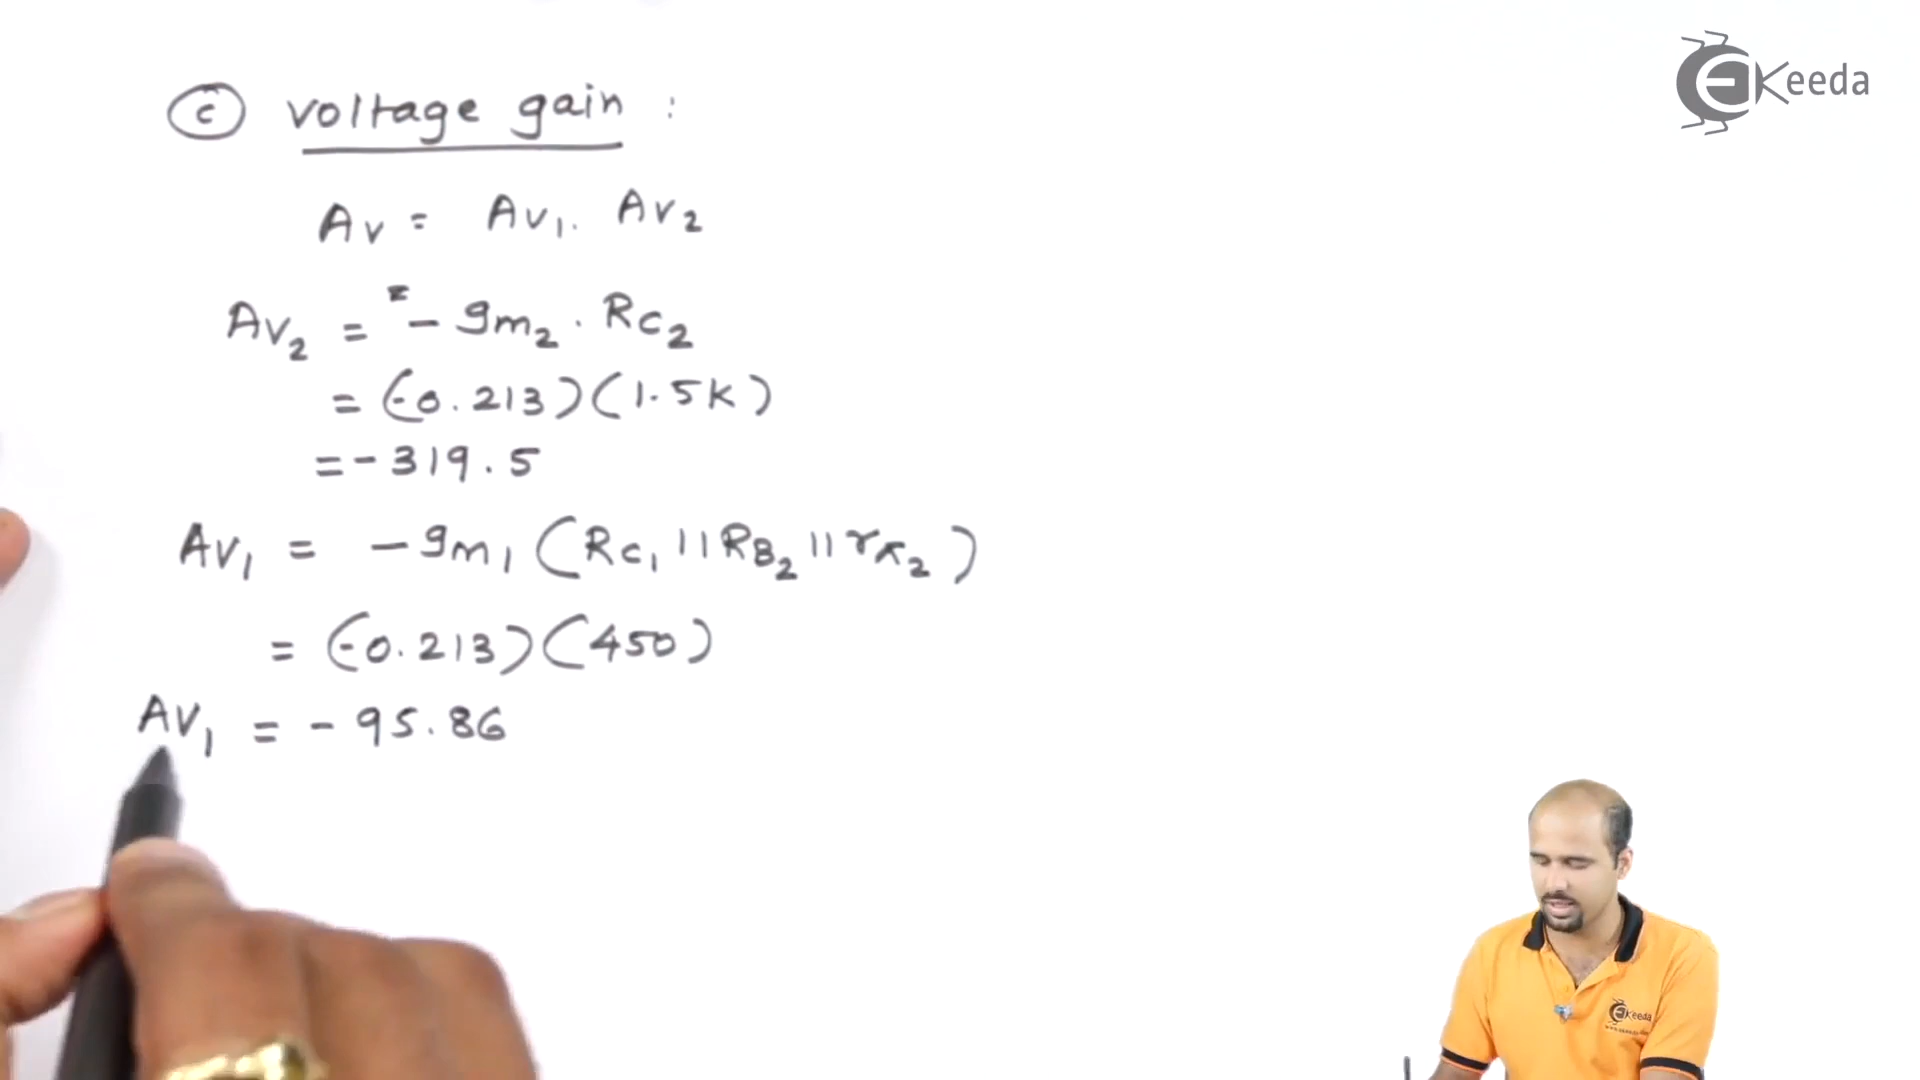 ⓒ voltage gain :
Av = Av₁ . Av₂
Av₂ = - gm₂ . Rc₂
= (-0.213)(1.5K)
= - 319.5
Av₁ = - gm₁ (Rc₁ || RB₂ || rπ₂)
= (-0.213)(450)
Av₁ = - 95.86
EKeeda
EKeeda